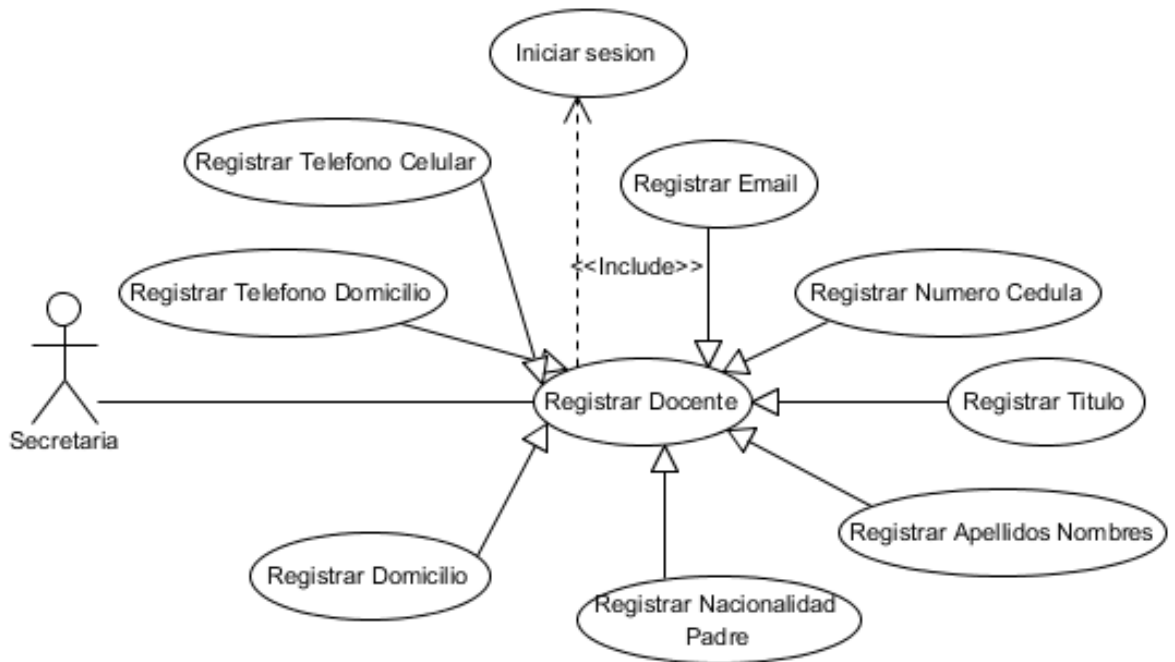 Iniciar sesion
Registrar Telefono Celular
Registrar Email
<<Include>>
Registrar Telefono Domicilio
Registrar Numero Cedula
Registrar Docente
Registrar Titulo
Secretaria
Registrar Apellidos Nombres
Registrar Domicilio
Registrar Nacionalidad
Padre